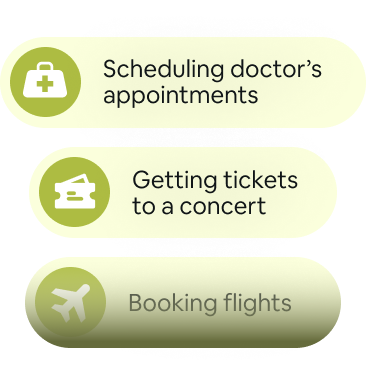 Scheduling doctor’s
appointments
Getting tickets
to a concert
Booking flights